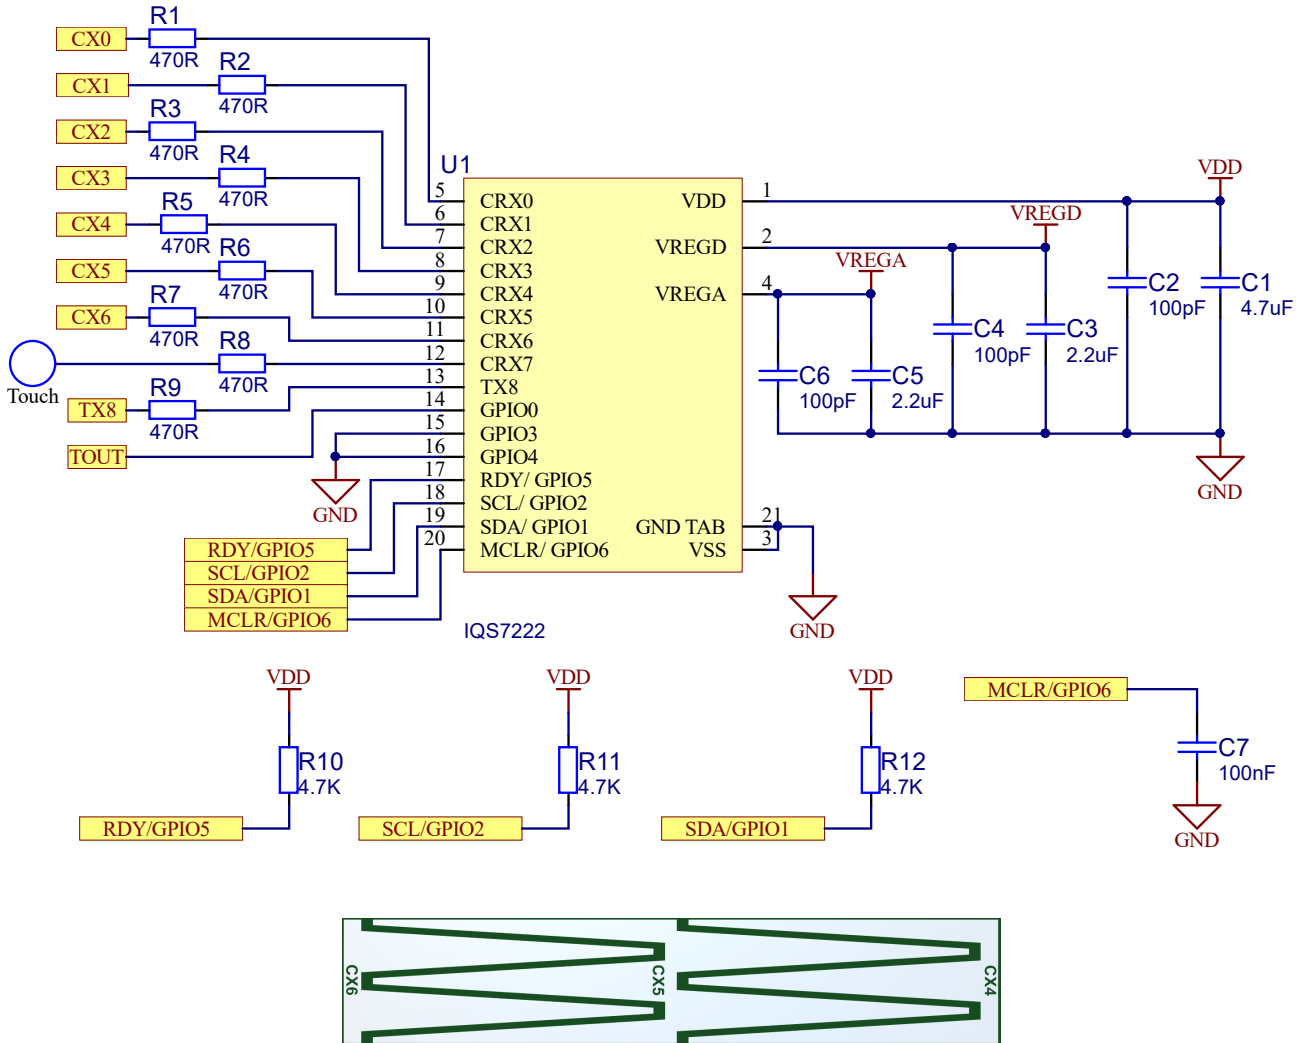 R1
CX0
470R
R2
CX1
470R
R3
CX2
470R
R4
CX3
470R
R5
CX4
470R
R6
CX5
470R
R7
CX6
470R
R8
470R
Touch
R9
TX8
470R
TOUT
GND
U1
5 CRX0
6 CRX1
7 CRX2
8 CRX3
9 CRX4
10 CRX5
11 CRX6
12 CRX7
13 TX8
14 GPIO0
15 GPIO3
16 GPIO4
17 RDY/ GPIO5
18 SCL/ GPIO2
19 SDA/ GPIO1
20 MCLR/ GPIO6
VDD 1
VREGD 2
VREGA 4
GND TAB 21
VSS 3
IQS7222
RDY/GPIO5
SCL/GPIO2
SDA/GPIO1
MCLR/GPIO6
VDD
VREGD
VREGA
C2
100pF
C1
4.7uF
C4
100pF
C3
2.2uF
C6
100pF
C5
2.2uF
GND
GND
VDD
R10
4.7K
RDY/GPIO5
VDD
R11
4.7K
SCL/GPIO2
VDD
R12
4.7K
SDA/GPIO1
MCLR/GPIO6
C7
100nF
GND
CX6
CX5
CX4